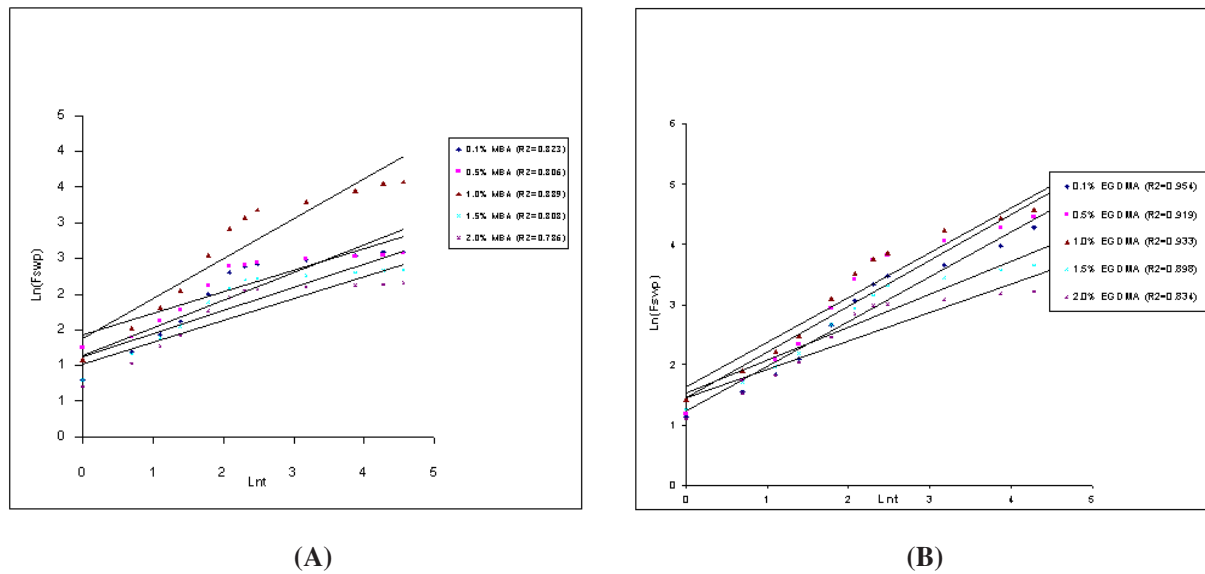 5
4
4
3
3
2
2
1
1
0
Ln(Fswp)
0 1 2 3 4 5
Lnt
0.1% MBA (R2=0.823)
0.5% MBA (R2=0.806)
1.0% MBA (R2=0.889)
1.5% MBA (R2=0.808)
2.0% MBA (R2=0.786)
(A)
6
5
4
3
2
1
0
Ln(Fswp)
0 1 2 3 4 5
Lnt
0.1% EGDMA (R2=0.954)
0.5% EGDMA (R2=0.919)
1.0% EGDMA (R2=0.933)
1.5% EGDMA (R2=0.898)
2.0% EGDMA (R2=0.834)
(B)